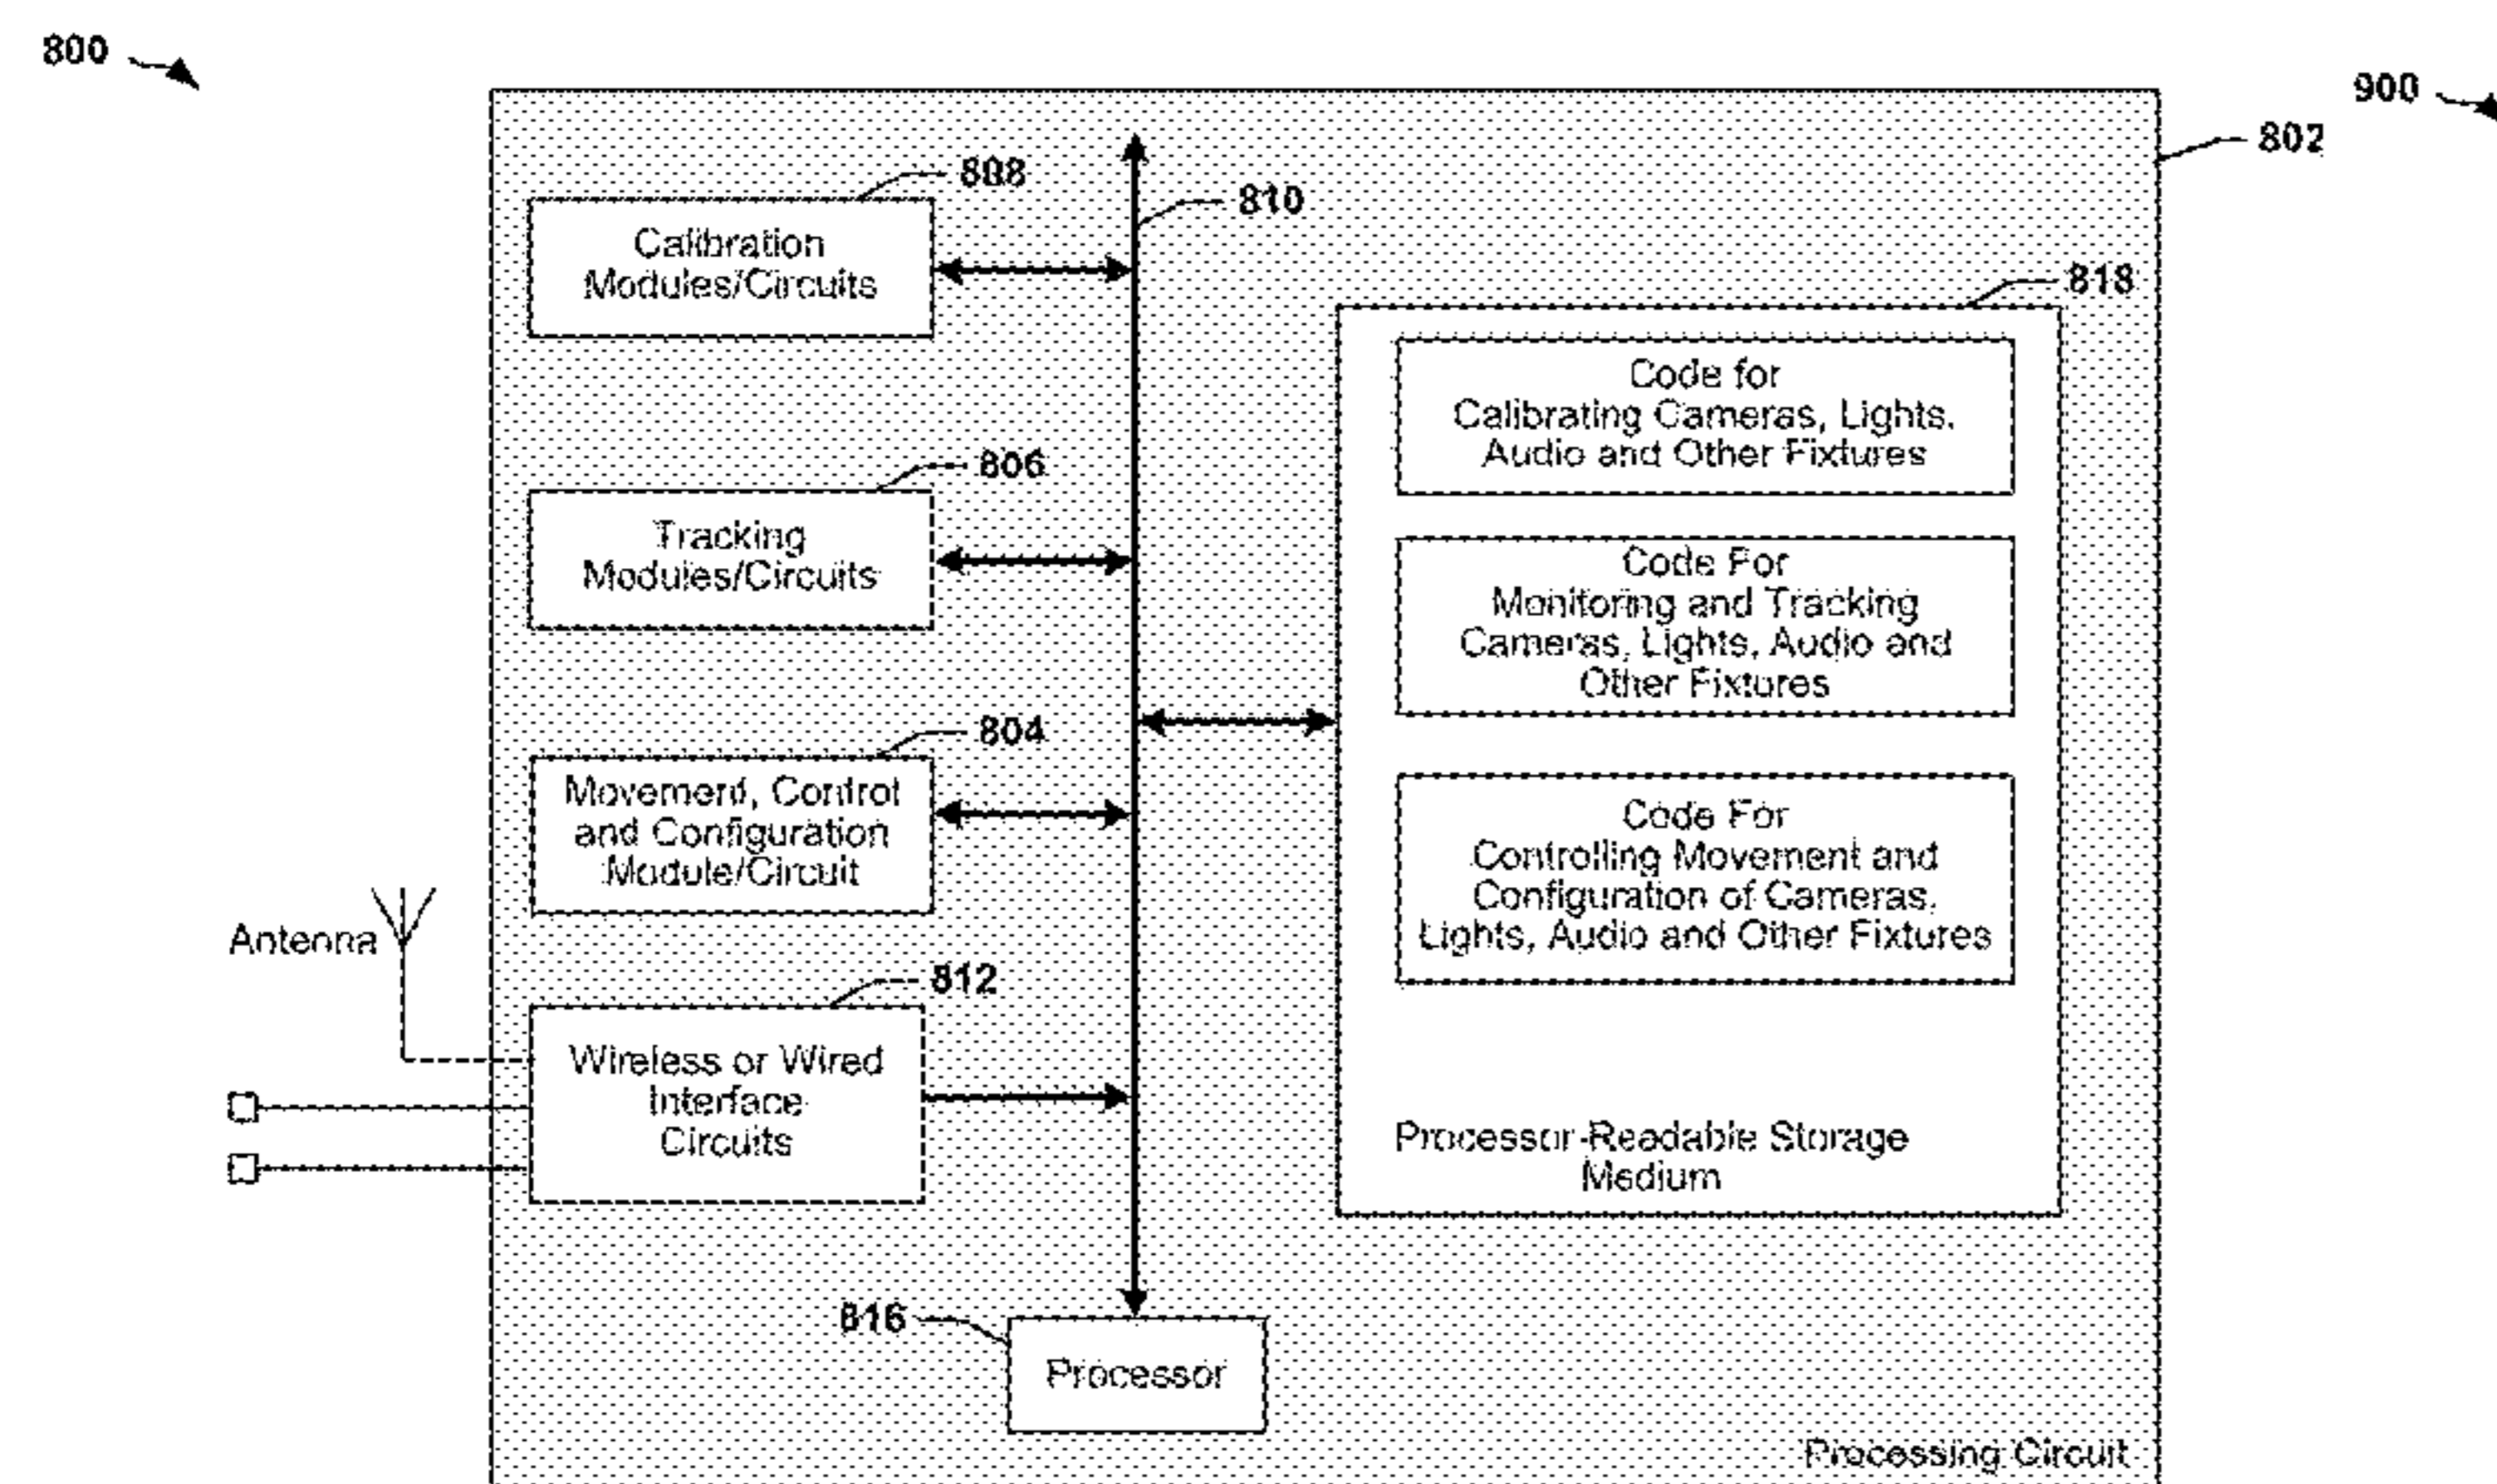 800
900
802
808
810
Calibration
Modules/Circuits
818
Code for
Calibrating Cameras, Lights,
Audio and Other Fixtures
806
Tracking
Modules/Circuits
Code For
Monitoring and Tracking
Cameras, Lights, Audio and
Other Fixtures
804
Movement, Control
and Configuration
Module/Circuit
Code For
Controlling Movement and
Configuration of Cameras,
Lights, Audio and Other Fixtures
Antenna
812
Wireless or Wired
Interface
Circuits
Processor-Readable Storage
Medium
816
Processor
Processing Circuit